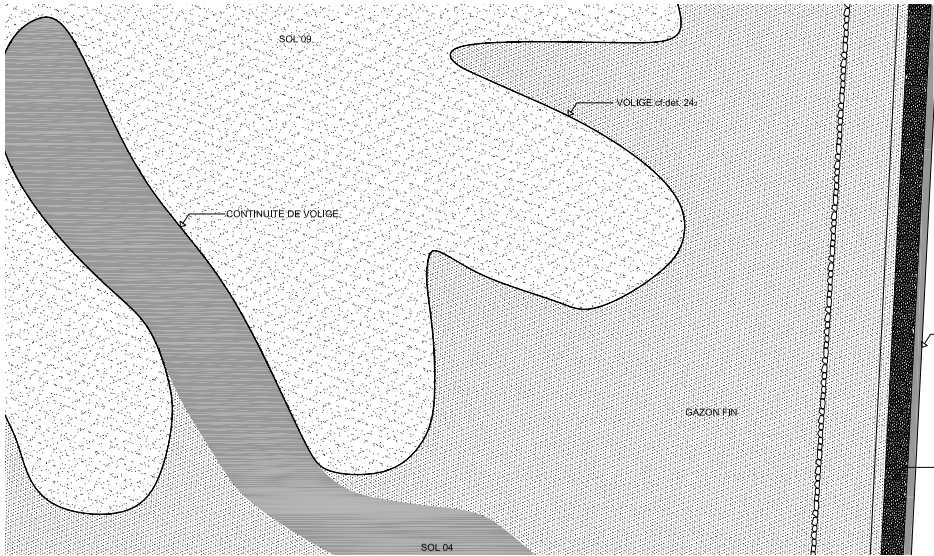 SOL 09
VOLIGE cf.det. 24
CONTINUITE DE VOLIGE
GAZON FIN
SOL 04